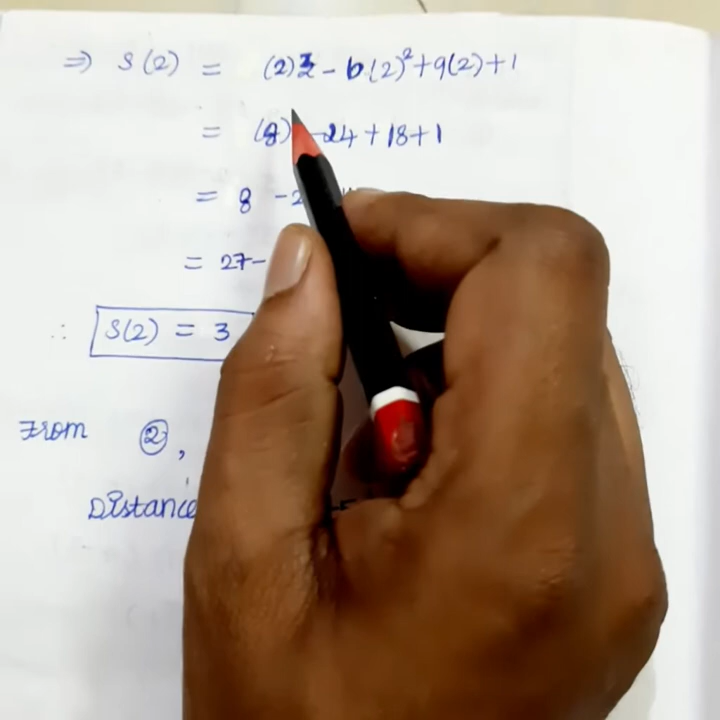 ⇒ S(2) = (2)³ - 6(2)² + 9(2) + 1
= (8) - 24 + 18 + 1
= 8 - 2
= 27 -
∴ S(2) = 3
From ②,
Distance